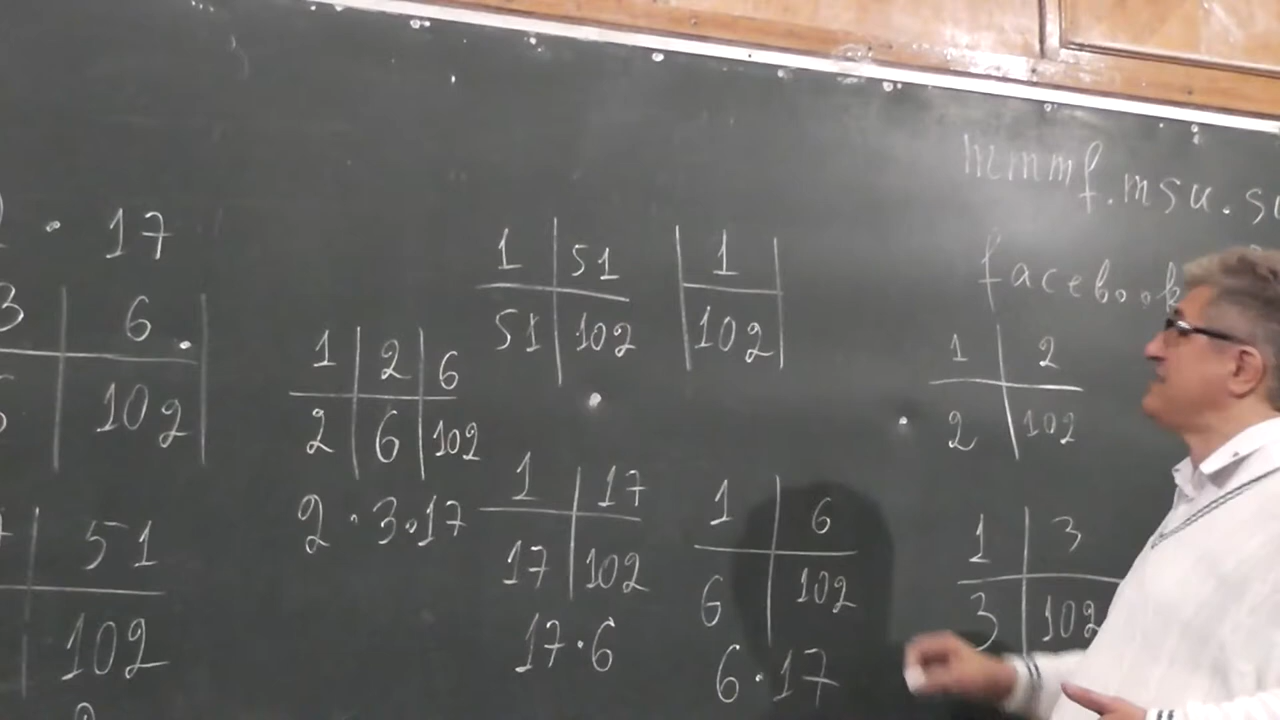 mmmf.msu.su
facebook
· 17
3 | 6
102
51
102
1 | 2 | 6
2 | 6 | 102
2·3·17
1 | 51
51 | 102
1
102
1 | 17
17 | 102
17·6
1 | 6
6 | 102
6·17
1 | 2
2 | 102
1 | 3
3 | 102